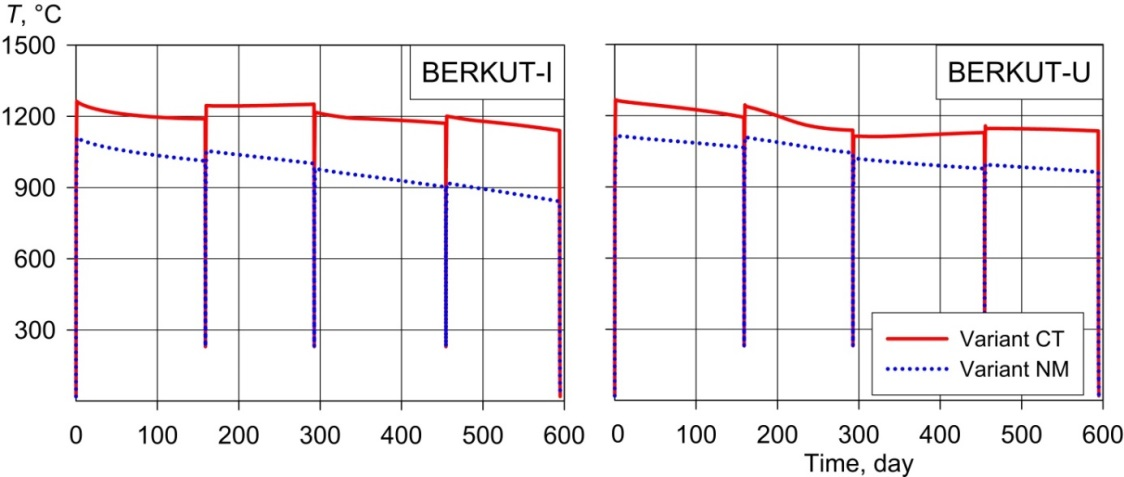 T, °C
1500
1200
900
600
300
BERKUT-I
BERKUT-U
Variant CT
Variant NM
0 100 200 300 400 500 600
0 100 200 300 400 500 600
Time, day